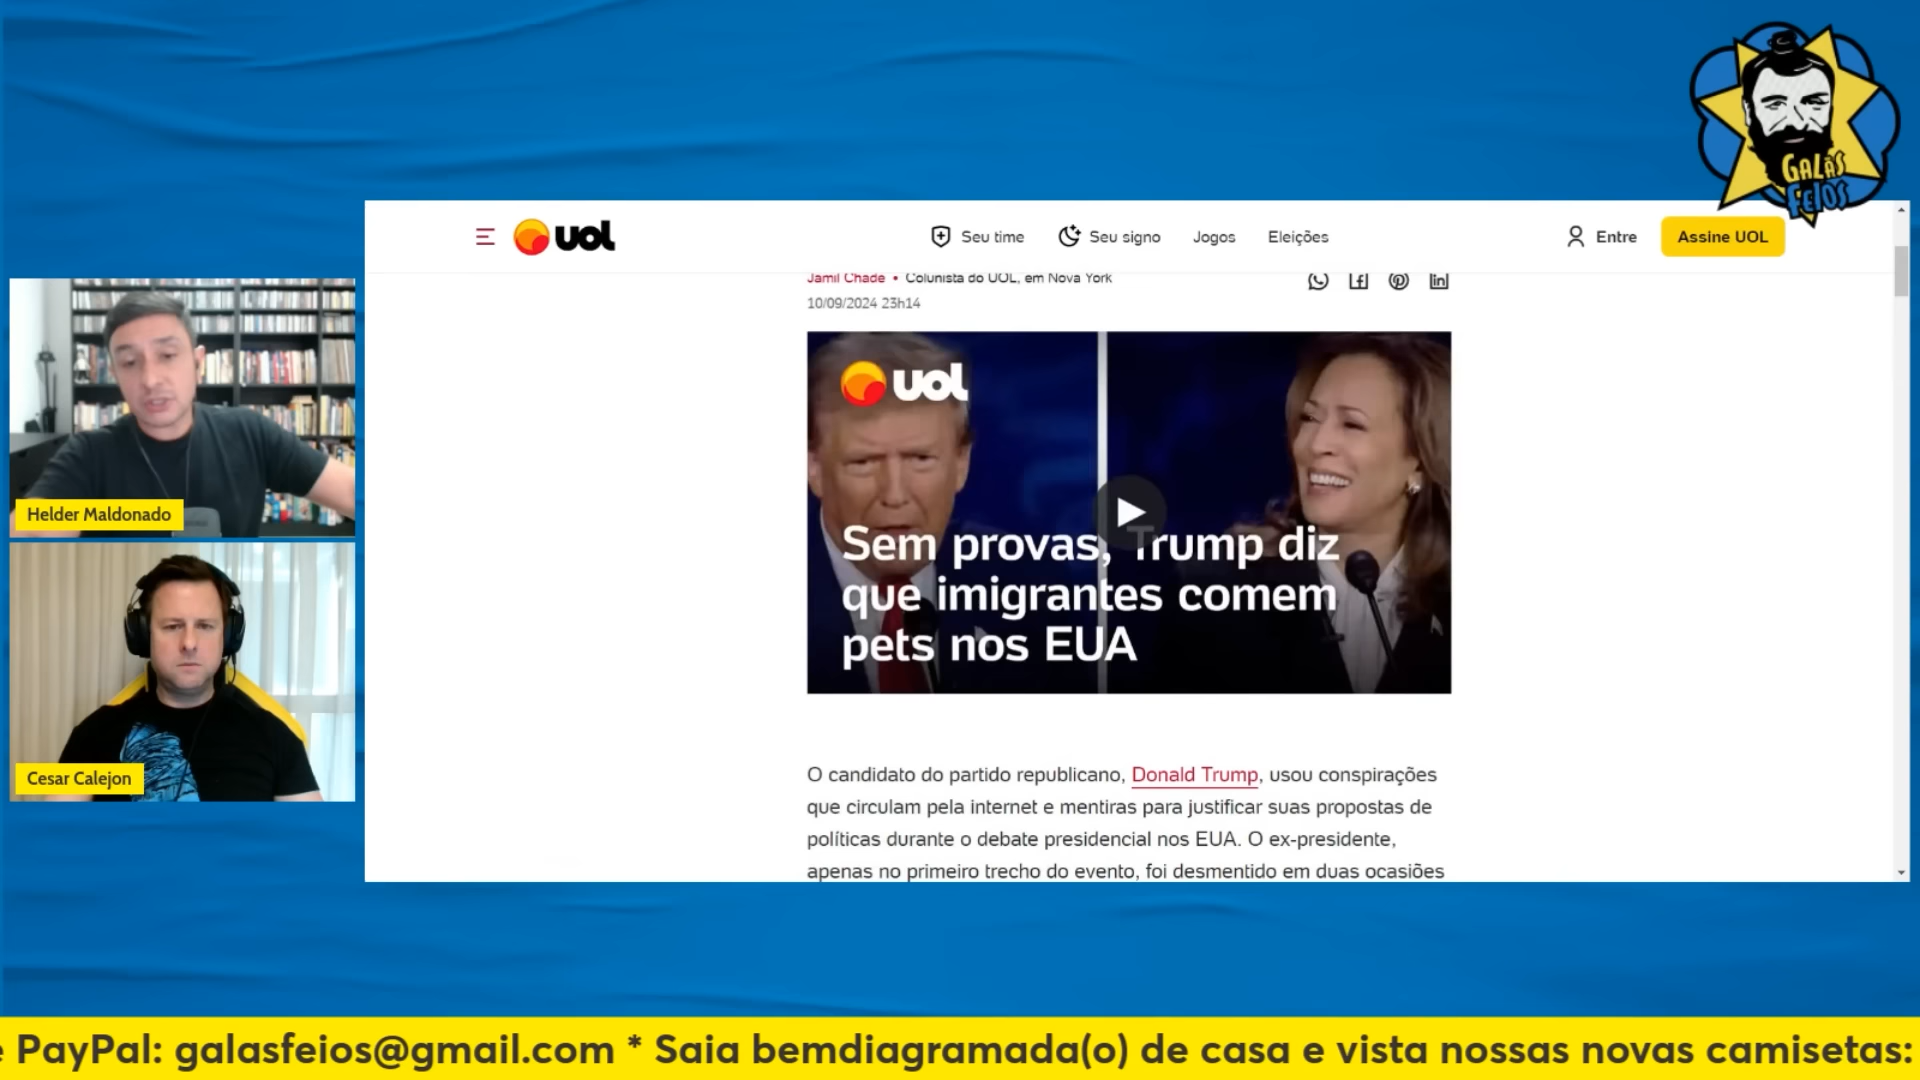 GALÃS
FEIOS
uol
Seu time
Seu signo
Jogos
Eleições
Entre
Assine UOL
Jamil Chade • Colunista do UOL, em Nova York
10/09/2024 23h14
uol
Sem provas, Trump diz
que imigrantes comem
pets nos EUA
O candidato do partido republicano, Donald Trump, usou conspirações
que circulam pela internet e mentiras para justificar suas propostas de
políticas durante o debate presidencial nos EUA. O ex-presidente,
apenas no primeiro trecho do evento, foi desmentido em duas ocasiões
Helder Maldonado
Cesar Calejon
e PayPal: galasfeios@gmail.com * Saia bemdiagramada(o) de casa e vista nossas novas camisetas: